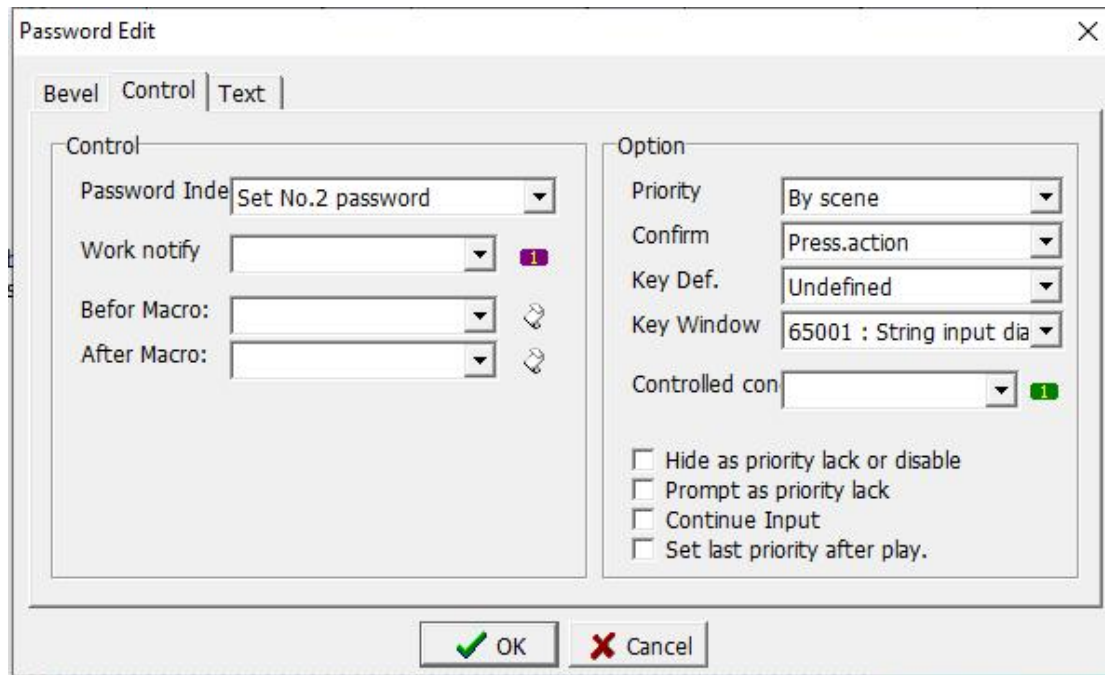 Password Edit
Bevel Control Text
Control
Password Inde Set No.2 password
Work notify
1
Befor Macro:
After Macro:
Option
Priority By scene
Confirm Press.action
Key Def. Undefined
Key Window 65001 : String input dia
Controlled con
1
Hide as priority lack or disable
Prompt as priority lack
Continue Input
Set last priority after play.
OK Cancel